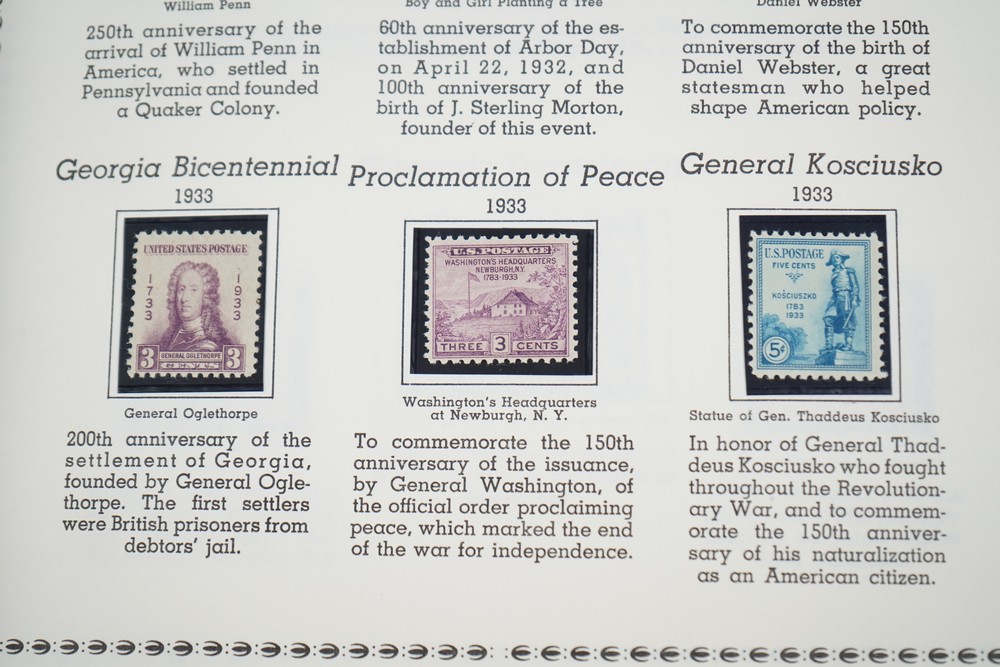 William Penn
250th anniversary of the
arrival of William Penn in
America, who settled in
Pennsylvania and founded
a Quaker Colony.
Boy and Girl Planting a Tree
60th anniversary of the es-
tablishment of Arbor Day,
on April 22, 1932, and
100th anniversary of the
birth of J. Sterling Morton,
founder of this event.
Daniel Webster
To commemorate the 150th
anniversary of the birth of
Daniel Webster, a great
statesman who helped
shape American policy.
Georgia Bicentennial
1933
UNITED STATES POSTAGE
1733
1933
3
GENERAL OGLETHORPE
3
CENTS
General Oglethorpe
200th anniversary of the
settlement of Georgia,
founded by General Ogle-
thorpe. The first settlers
were British prisoners from
debtors' jail.
Proclamation of Peace
1933
U.S. POSTAGE
WASHINGTON'S HEADQUARTERS
NEWBURGH, N.Y.
1783-1933
THREE 3 CENTS
Washington's Headquarters
at Newburgh, N. Y.
To commemorate the 150th
anniversary of the issuance,
by General Washington, of
the official order proclaiming
peace, which marked the end
of the war for independence.
General Kosciusko
1933
U.S. POSTAGE
FIVE CENTS
KOŚCIUSZKO
1783
1933
5¢
Statue of Gen. Thaddeus Kosciusko
In honor of General Thad-
deus Kosciusko who fought
throughout the Revolution-
ary War, and to commem-
orate the 150th anniver-
sary of his naturalization
as an American citizen.